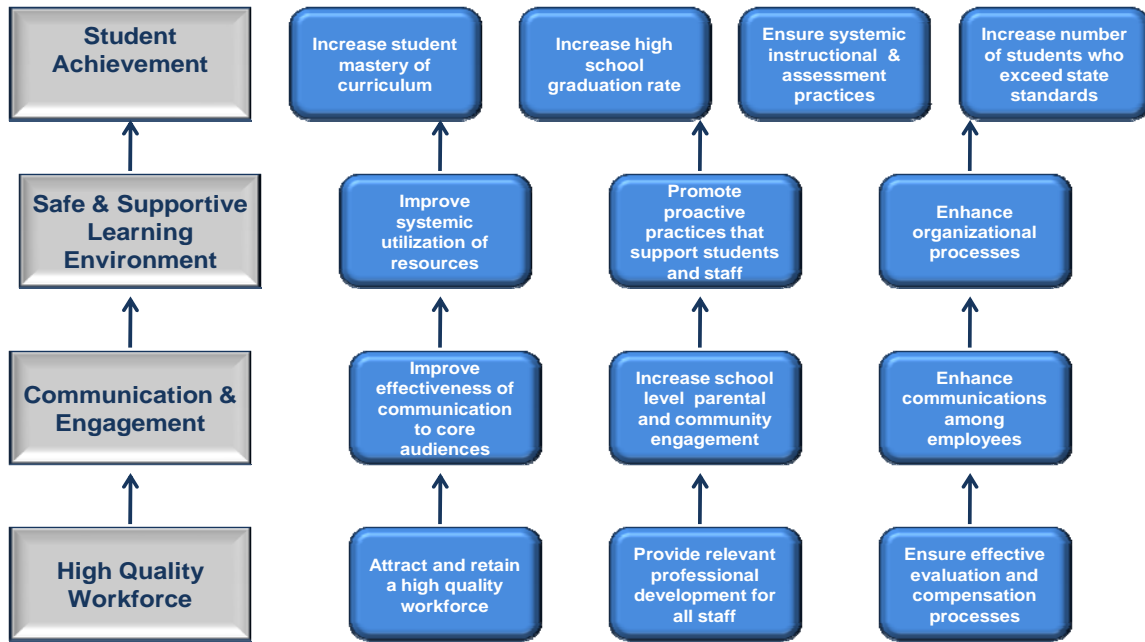 Student
Achievement
Increase student
mastery of
curriculum
Increase high
school
graduation rate
Ensure systemic
instructional &
assessment
practices
Increase number
of students who
exceed state
standards
Safe & Supportive
Learning
Environment
Improve
systemic
utilization of
resources
Promote
proactive
practices that
support students
and staff
Enhance
organizational
processes
Communication &
Engagement
Improve
effectiveness of
communication
to core
audiences
Increase school
level parental
and community
engagement
Enhance
communications
among
employees
High Quality
Workforce
Attract and retain
a high quality
workforce
Provide relevant
professional
development for
all staff
Ensure effective
evaluation and
compensation
processes